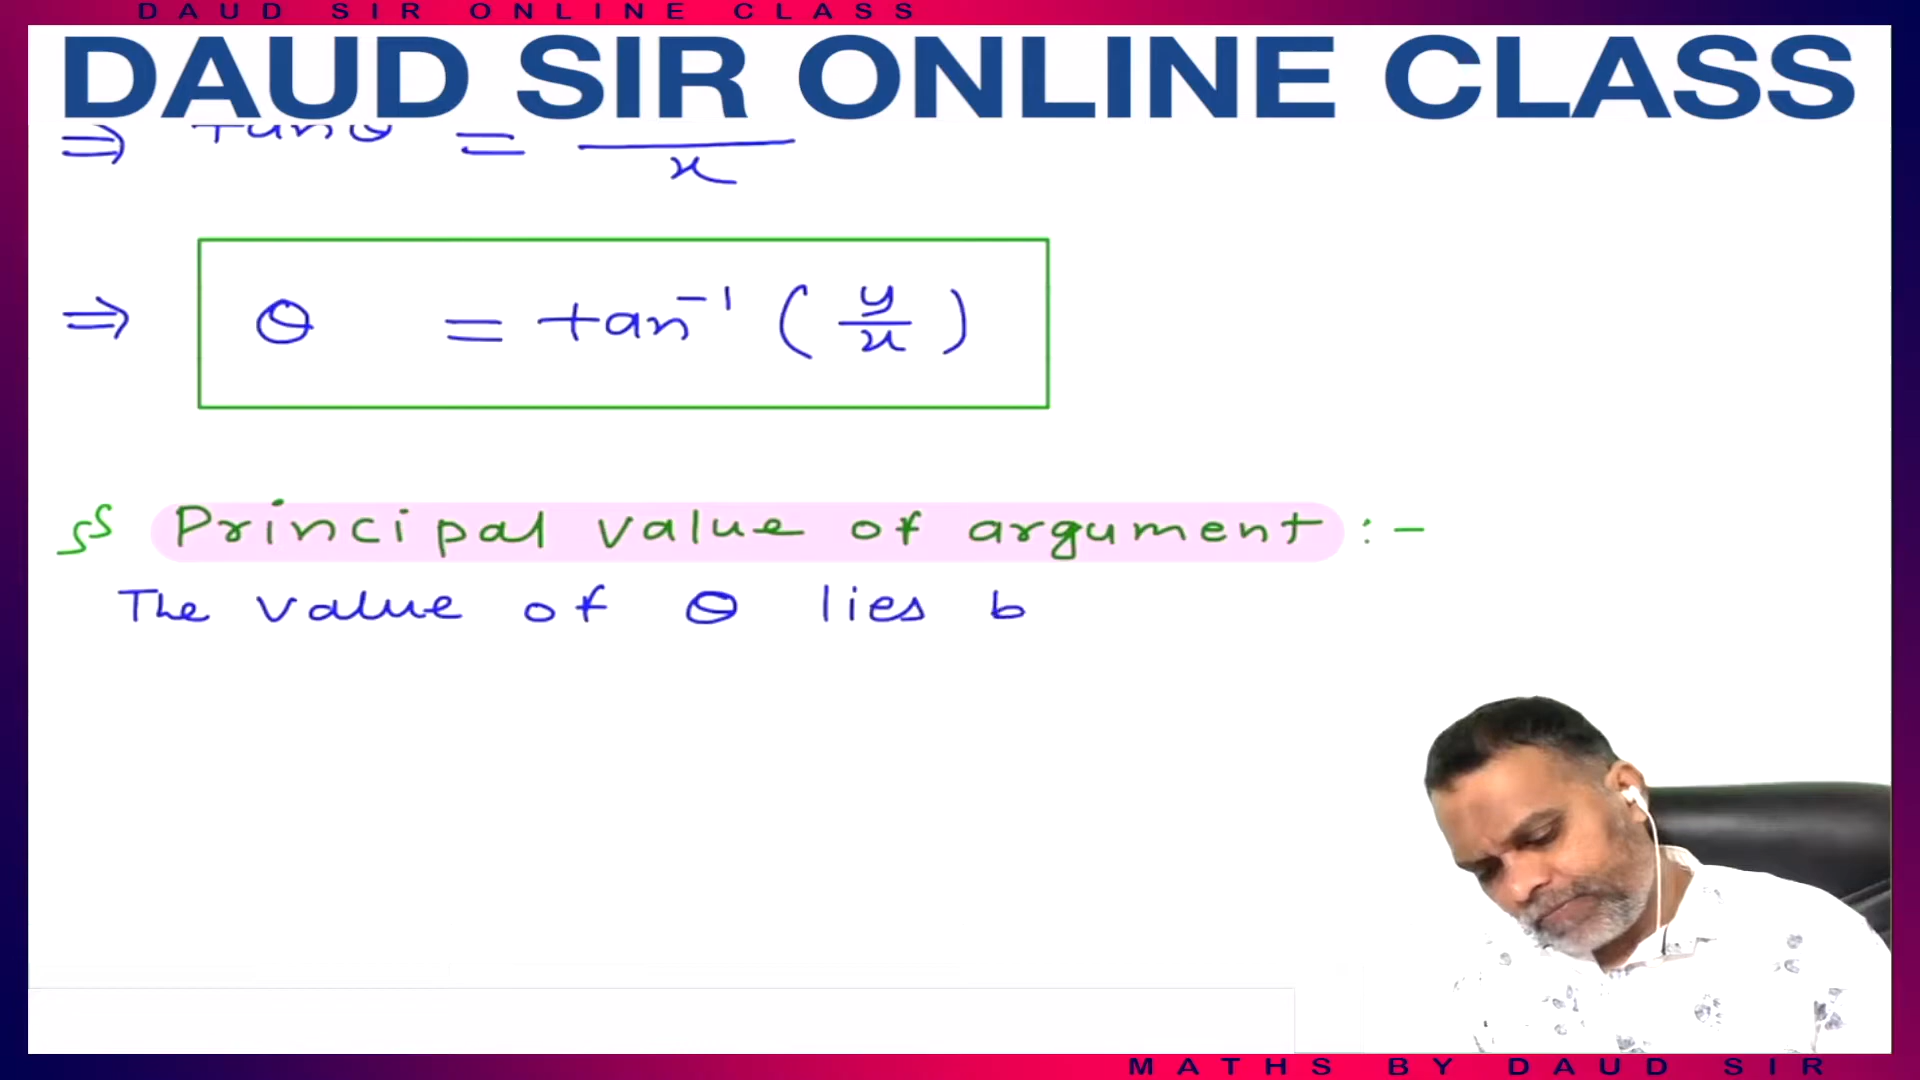 DAUD SIR ONLINE CLASS
DAUD SIR ONLINE CLASS
⇒ tanθ = /x
⇒ θ = tan⁻¹ (y/x)
Principal value of argument :-
The value of θ lies b
MATHS BY DAUD SIR